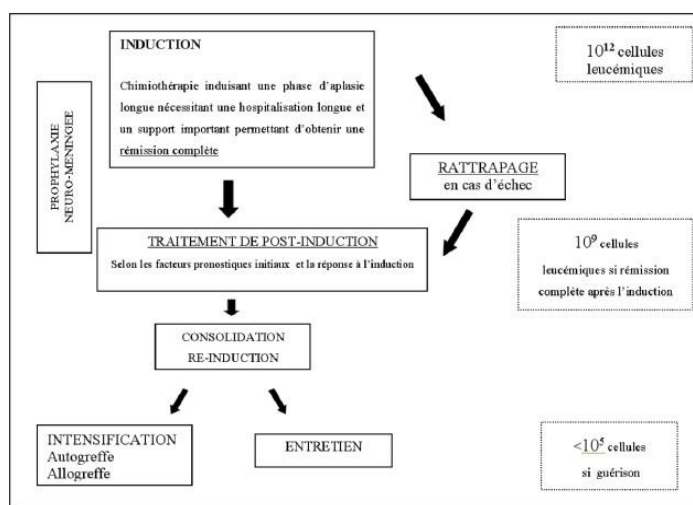 INDUCTION
Chimiothérapie induisant une phase d'aplasie
longue nécessitant une hospitalisation longue et
un support important permettant d'obtenir une
rémission complète
10¹² cellules
leucémiques
PROPHYLAXIE
NEURO-MENINGEE
RATTRAPAGE
en cas d'échec
TRAITEMENT DE POST-INDUCTION
Selon les facteurs pronostiques initiaux et la réponse à l'induction
10⁹ cellules
leucémiques si rémission
complète après l'induction
CONSOLIDATION
RE-INDUCTION
INTENSIFICATION
Autogreffe
Allogreffe
ENTRETIEN
<10⁵ cellules
si guérison